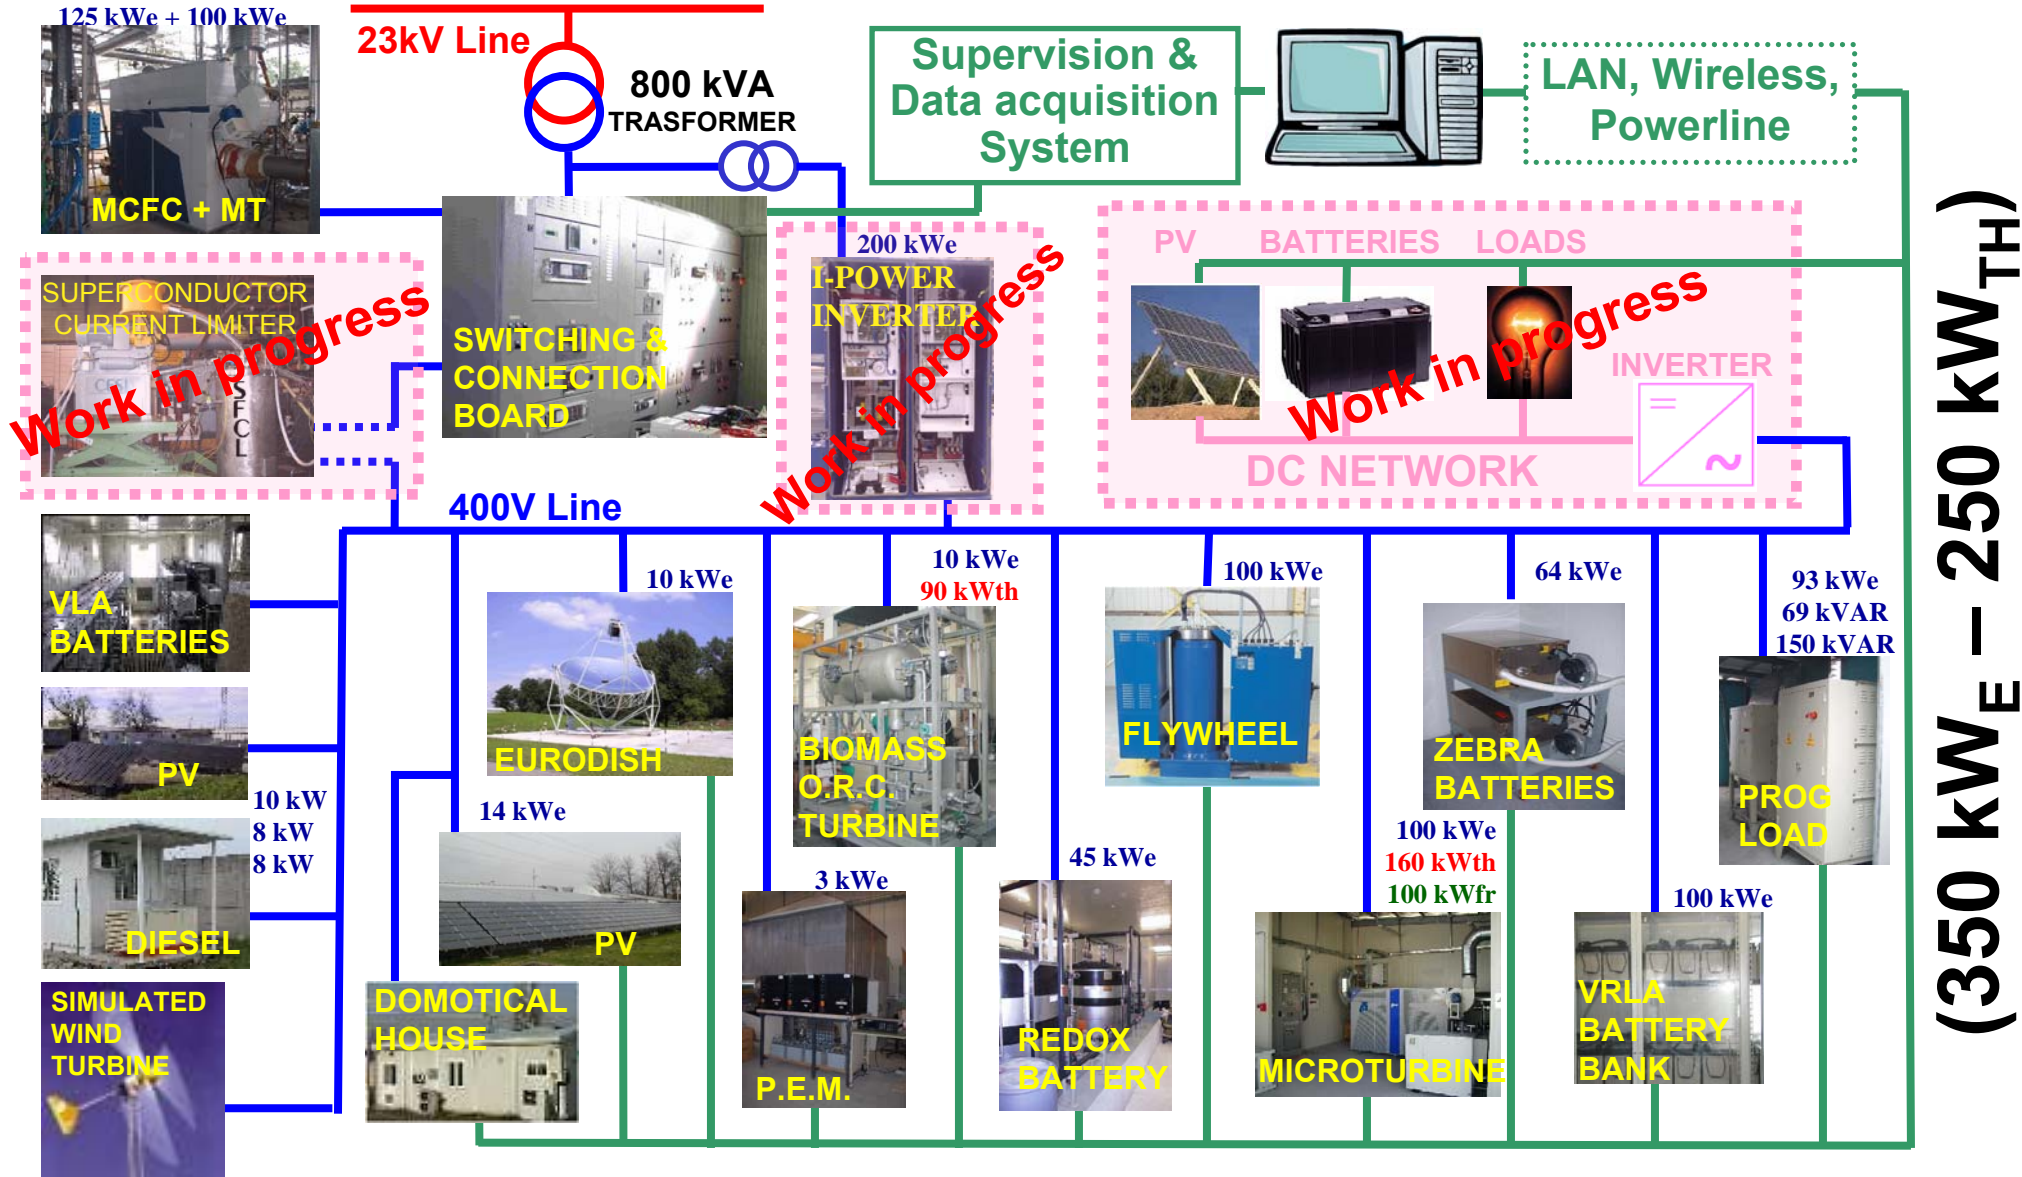 125 kWe + 100 kWe
MCFC + MT
23kV Line
800 kVA
TRASFORMER
Supervision &
Data acquisition
System
LAN, Wireless,
Powerline
SUPERCONDUCTOR
CURRENT LIMITER
SFCL
Work in progress
SWITCHING &
CONNECTION
BOARD
200 kWe
I-POWER
INVERTER
Work in progress
PV
BATTERIES
LOADS
INVERTER
Work in progress
DC NETWORK
400V Line
(350 kWE – 250 kWTH)
VLA
BATTERIES
PV
10 kW
8 kW
8 kW
DIESEL
SIMULATED
WIND
TURBINE
10 kWe
EURODISH
14 kWe
PV
DOMOTICAL
HOUSE
10 kWe
90 kWth
BIOMASS
O.R.C.
TURBINE
3 kWe
P.E.M.
100 kWe
FLYWHEEL
45 kWe
REDOX
BATTERY
64 kWe
ZEBRA
BATTERIES
100 kWe
160 kWth
100 kWfr
MICROTURBINE
93 kWe
69 kVAR
150 kVAR
PROG
LOAD
100 kWe
VRLA
BATTERY
BANK